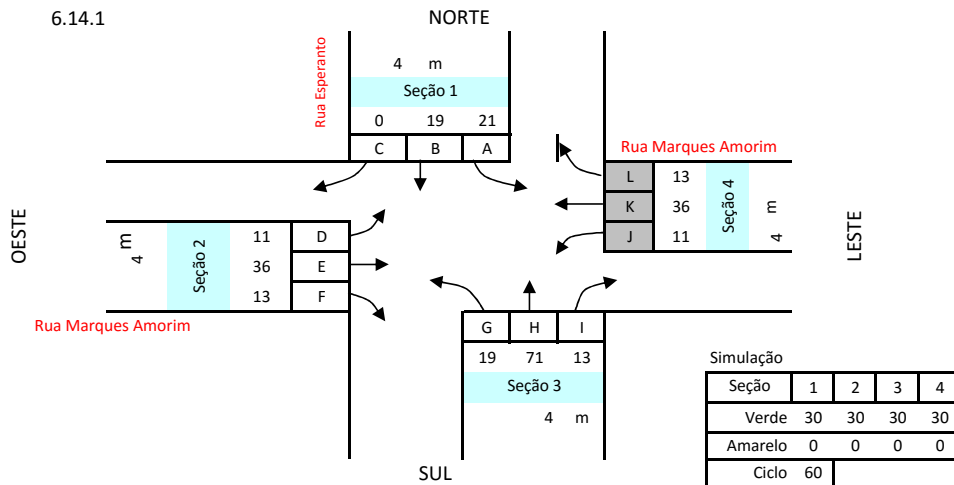 6.14.1
NORTE
Rua Esperanto
4 m
Seção 1
0 19 21
C B A
Rua Marques Amorim
L 13
K 36
J 11
Seção 4
4 m
LESTE
OESTE
4 m
Seção 2
11 D
36 E
13 F
Rua Marques Amorim
G H I
19 71 13
Seção 3
4 m
SUL
Simulação
Seção 1 2 3 4
Verde 30 30 30 30
Amarelo 0 0 0 0
Ciclo 60